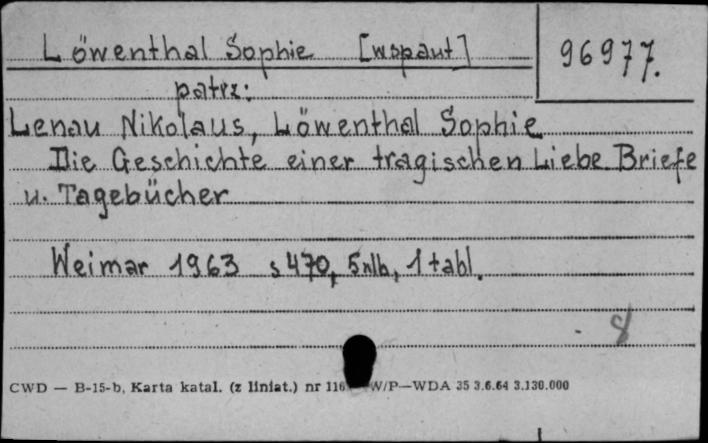 Löwenthal Sophie [wspaut]
96977.
patrz:
Lenau Nikolaus, Löwenthal Sophie
Die Geschichte einer tragischen Liebe. Briefe
u. Tagebücher
Weimar 1963 s 470, 5 nlb, 1 tabl.
8
CWD — B-15-b, Karta katal. (z liniat.) nr 116 W/P—WDA 35 3.6.64 3.130.000